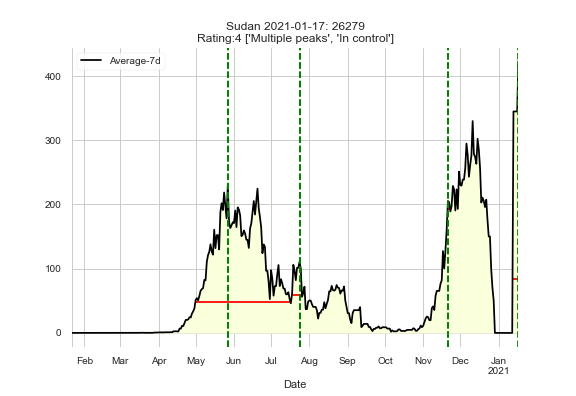 Sudan 2021-01-17: 26279
Rating:4 ['Multiple peaks', 'In control']
Average-7d
400
300
200
100
0
Feb Mar Apr May Jun Jul Aug Sep Oct Nov Dec Jan
2021
Date